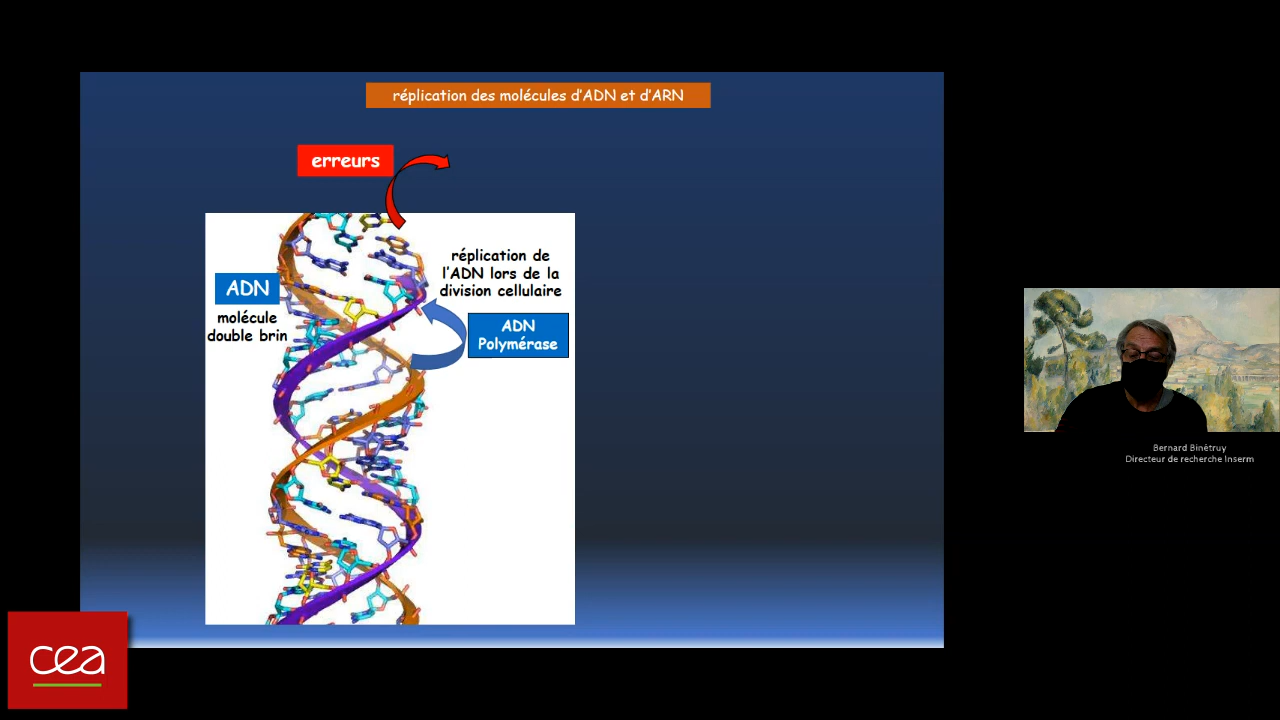 réplication des molécules d'ADN et d'ARN
erreurs
réplication de
l'ADN lors de la
division cellulaire
ADN
molécule
double brin
ADN
Polymérase
Bernard Binétruy
Directeur de recherche Inserm
cea